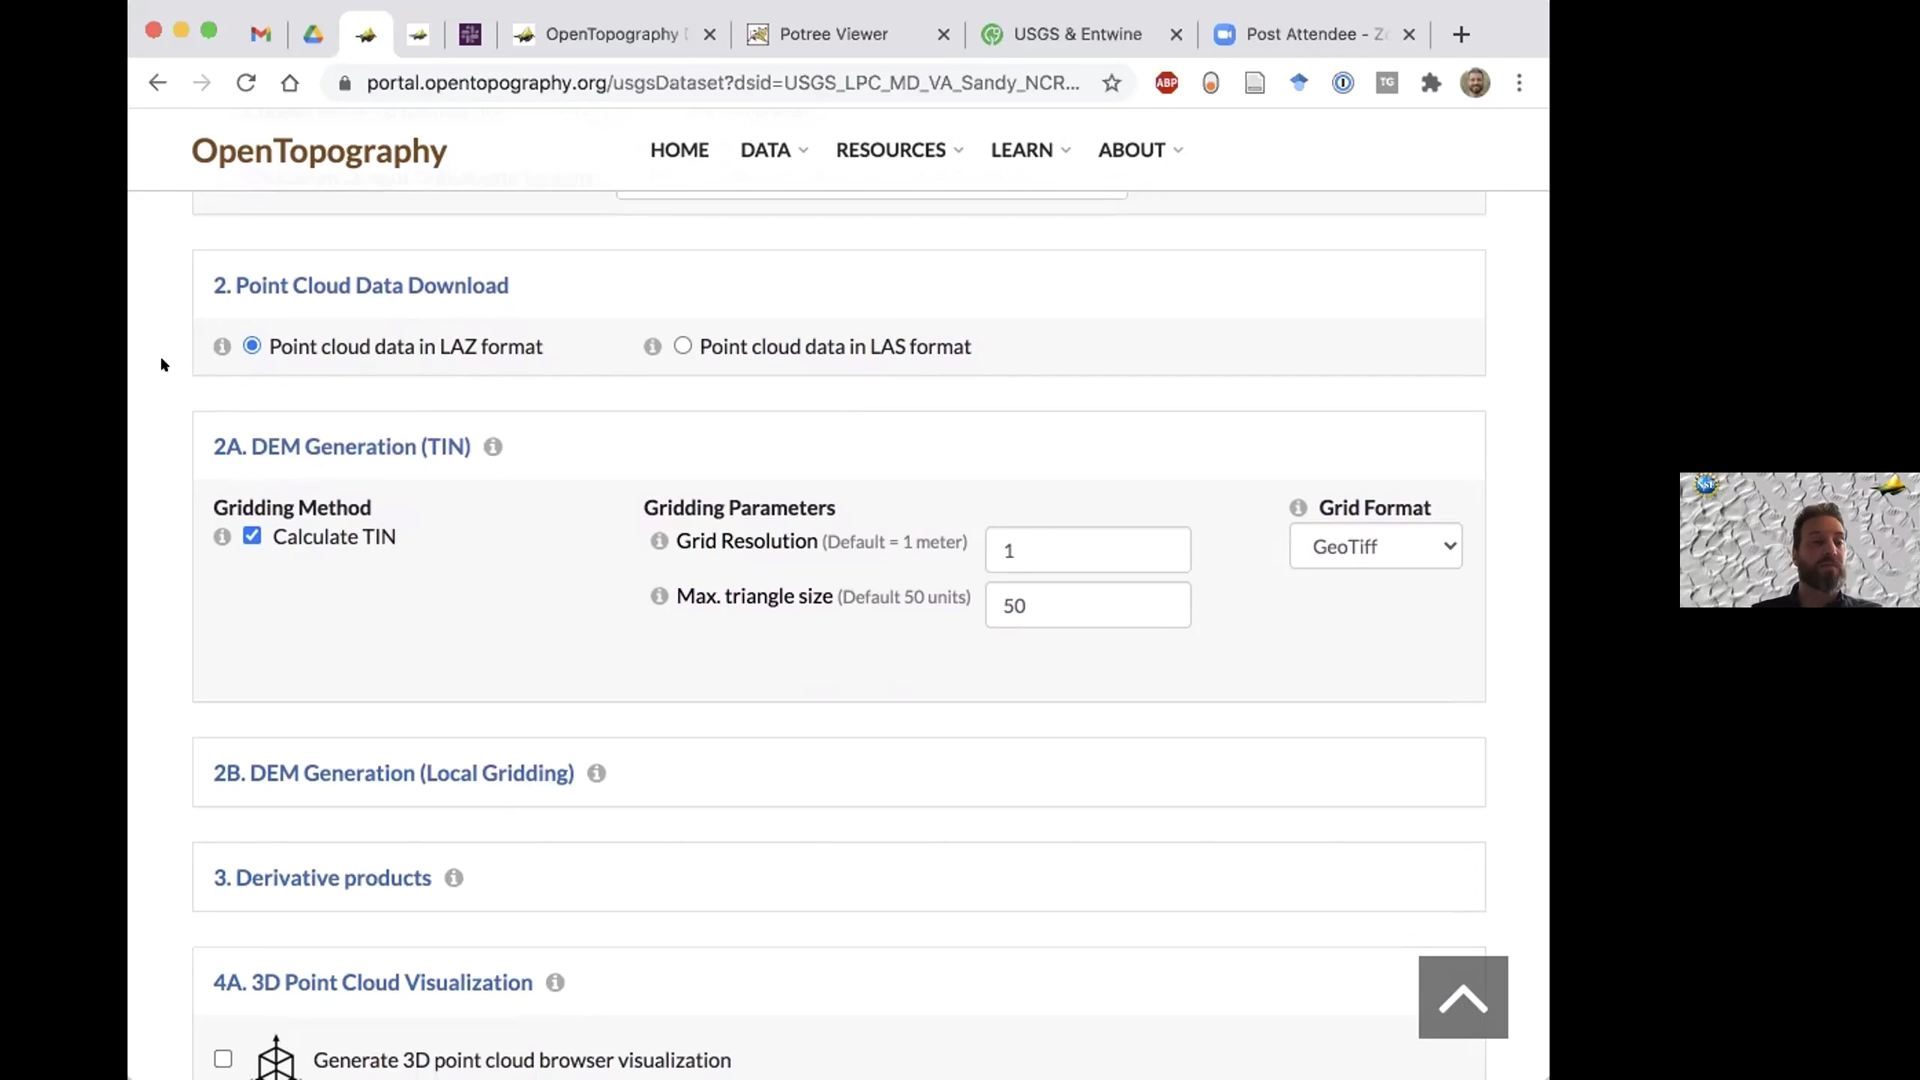 OpenTopography D
Potree Viewer
USGS & Entwine
Post Attendee - Zo
portal.opentopography.org/usgsDataset?dsid=USGS_LPC_MD_VA_Sandy_NCR...
ABP
TG
OpenTopography
HOME
DATA
RESOURCES
LEARN
ABOUT
2. Point Cloud Data Download
Point cloud data in LAZ format
Point cloud data in LAS format
2A. DEM Generation (TIN)
Gridding Method
Calculate TIN
Gridding Parameters
Grid Resolution (Default = 1 meter)
1
Max. triangle size (Default 50 units)
50
Grid Format
GeoTiff
2B. DEM Generation (Local Gridding)
3. Derivative products
4A. 3D Point Cloud Visualization
Generate 3D point cloud browser visualization
NSF